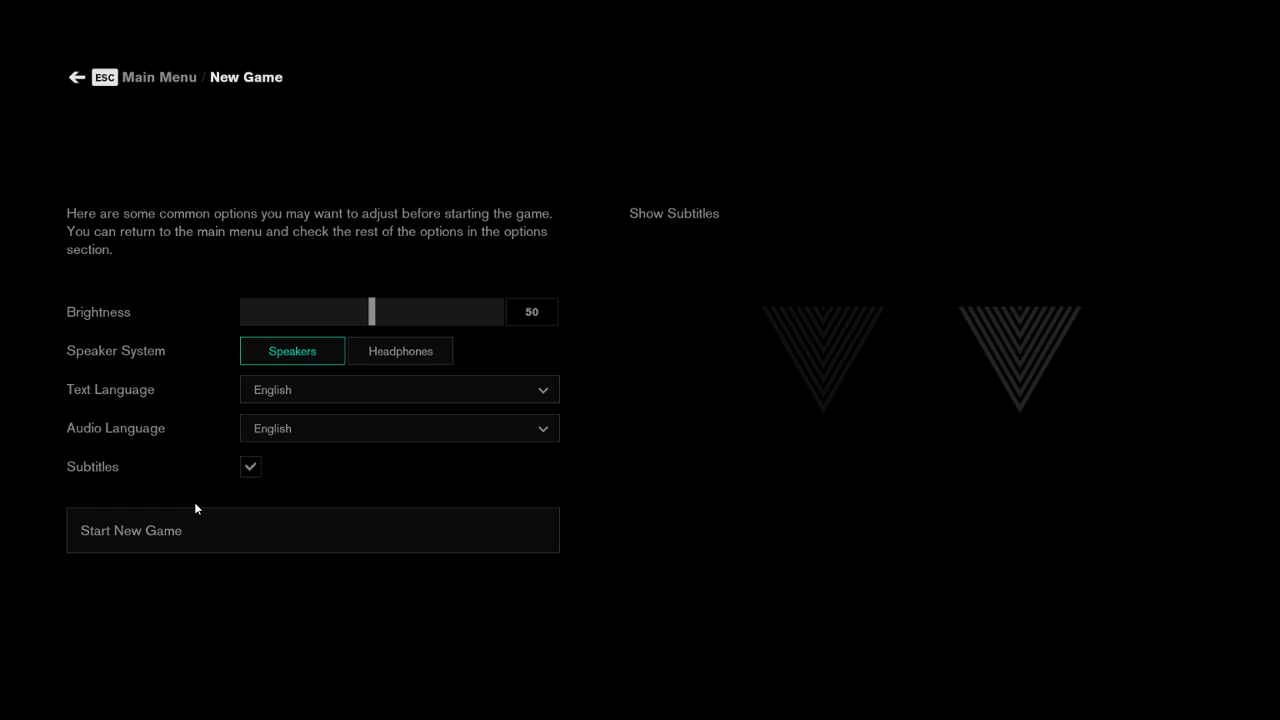 ESC Main Menu / New Game
Here are some common options you may want to adjust before starting the game.
You can return to the main menu and check the rest of the options in the options
section.
Show Subtitles
Brightness 50
Speaker System Speakers Headphones
Text Language English
Audio Language English
Subtitles
Start New Game